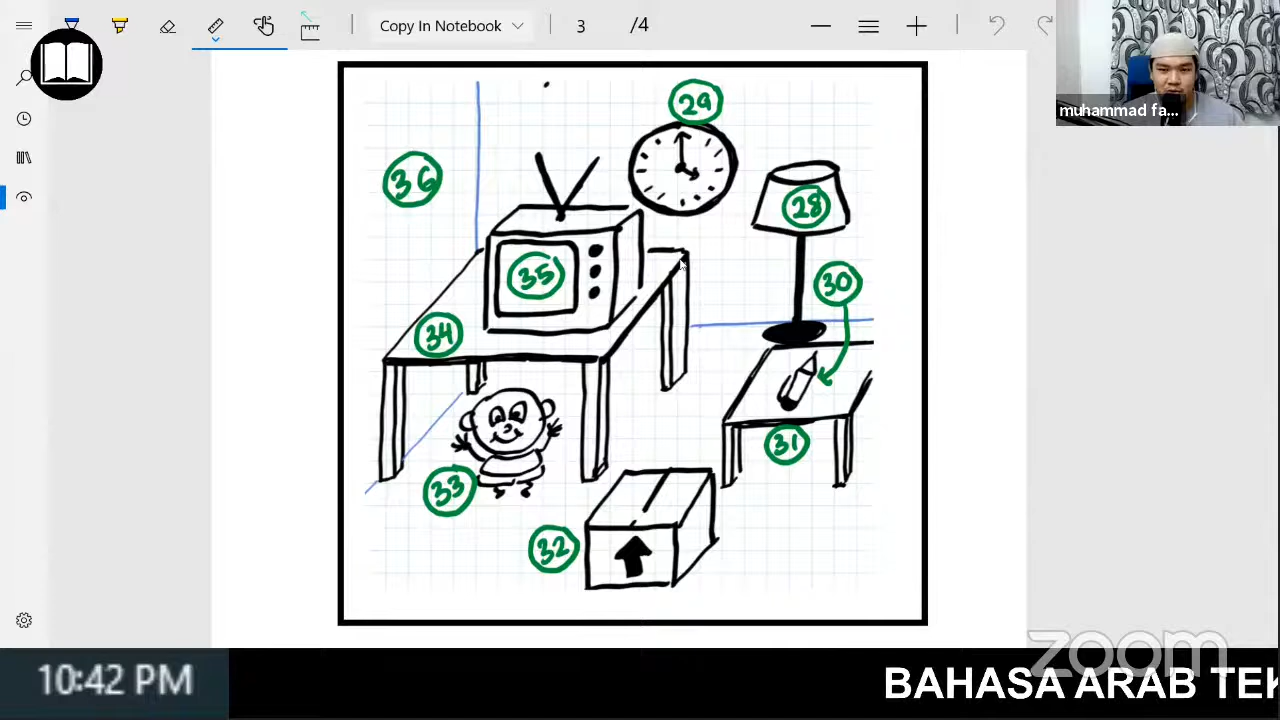 Copy In Notebook 3 /4
muhammad fa...
29
36
28
35
30
34
31
33
32
zoom
10:42 PM
BAHASA ARAB TEK